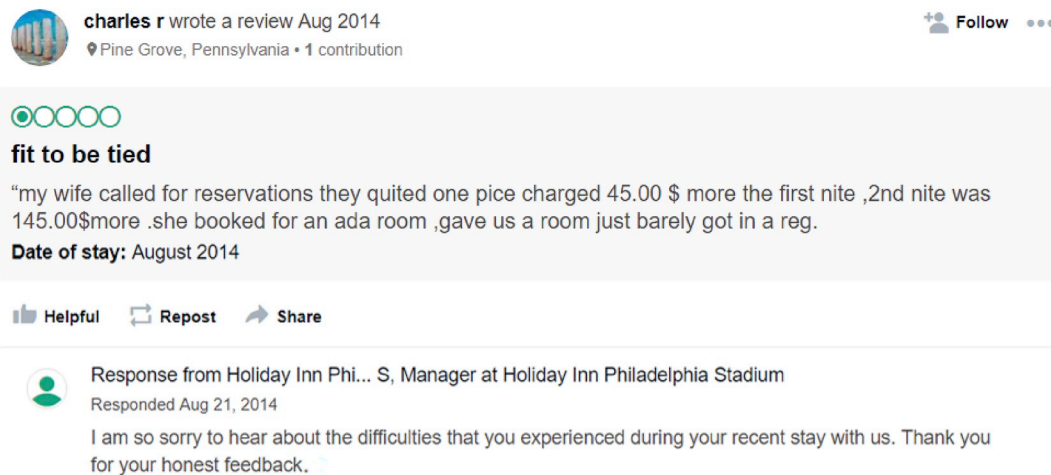 charles r wrote a review Aug 2014
Follow
Pine Grove, Pennsylvania • 1 contribution
fit to be tied
“my wife called for reservations they quited one pice charged 45.00 $ more the first nite ,2nd nite was
145.00$more .she booked for an ada room ,gave us a room just barely got in a reg.
Date of stay: August 2014
Helpful
Repost
Share
Response from Holiday Inn Phi... S, Manager at Holiday Inn Philadelphia Stadium
Responded Aug 21, 2014
I am so sorry to hear about the difficulties that you experienced during your recent stay with us. Thank you
for your honest feedback.